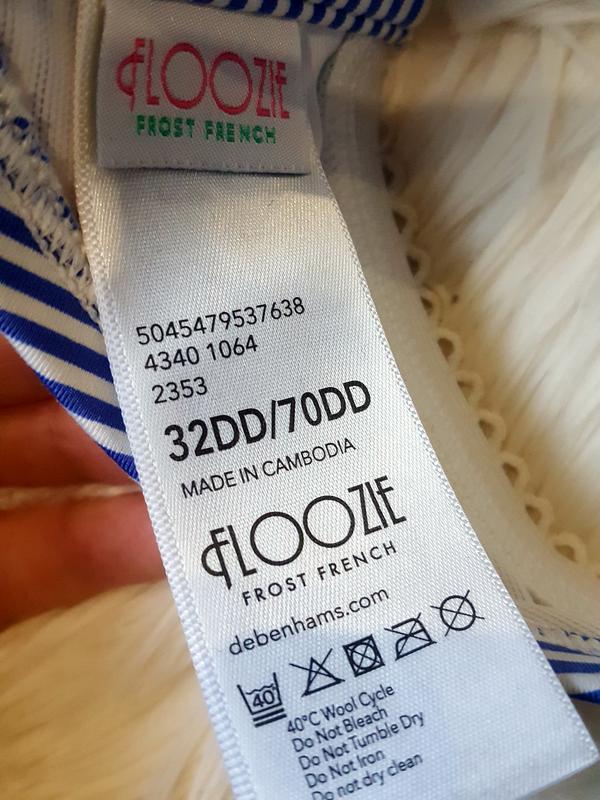 FLOOZIE
FROST FRENCH
5045479537638
4340 1064
2353
32DD/70DD
MADE IN CAMBODIA
FLOOZIE
FROST FRENCH
debenhams.com
40°
40°C Wool Cycle
Do Not Bleach
Do Not Tumble Dry
Do Not Iron
Do not dry clean